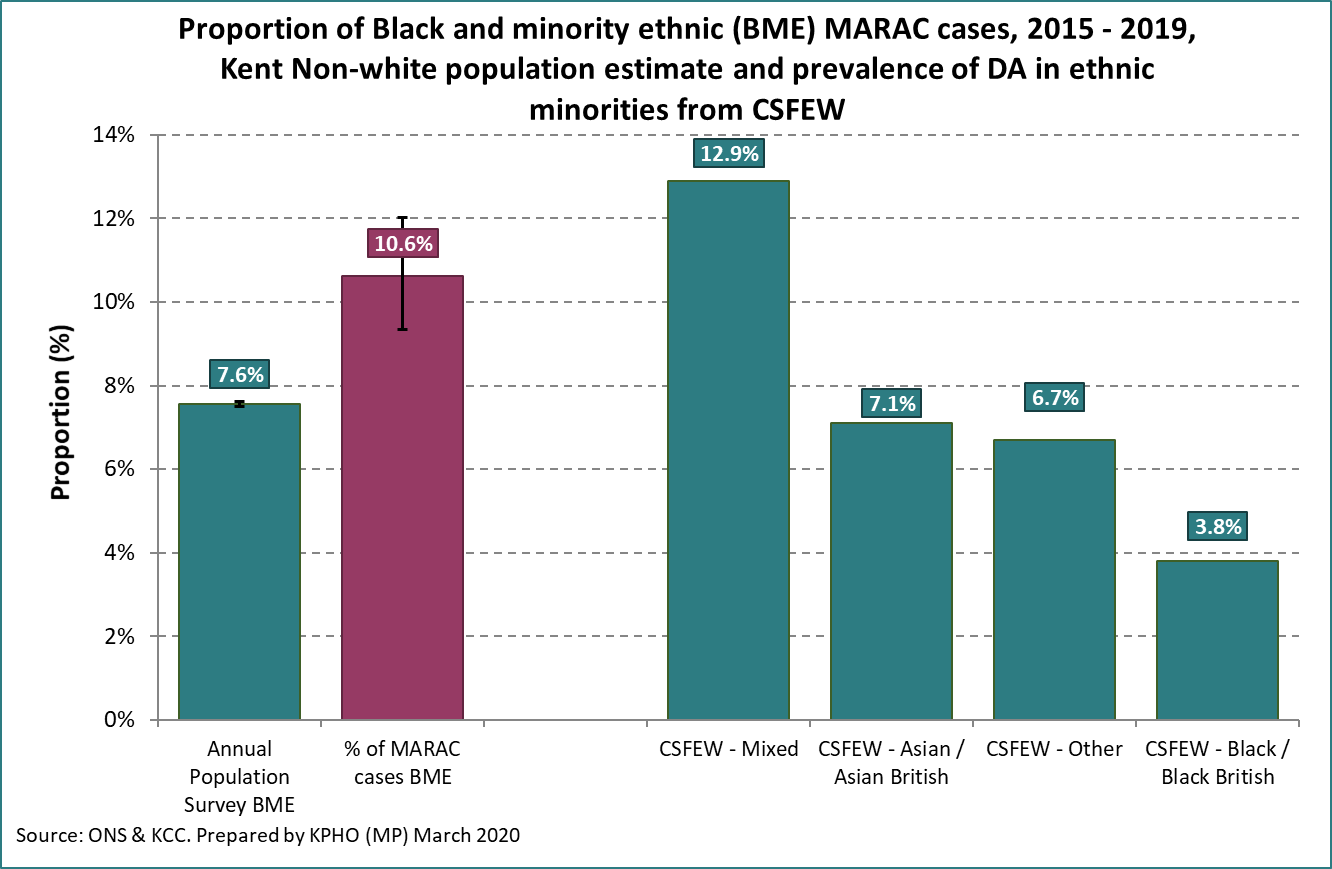 Proportion of Black and minority ethnic (BME) MARAC cases, 2015 - 2019,
Kent Non-white population estimate and prevalence of DA in ethnic
minorities from CSFEW
Proportion (%)
14%
12%
10%
8%
6%
4%
2%
0%
7.6%
10.6%
12.9%
7.1%
6.7%
3.8%
Annual
Population
Survey BME
% of MARAC
cases BME
CSFEW - Mixed
CSFEW - Asian /
Asian British
CSFEW - Other
CSFEW - Black /
Black British
Source: ONS & KCC. Prepared by KPHO (MP) March 2020